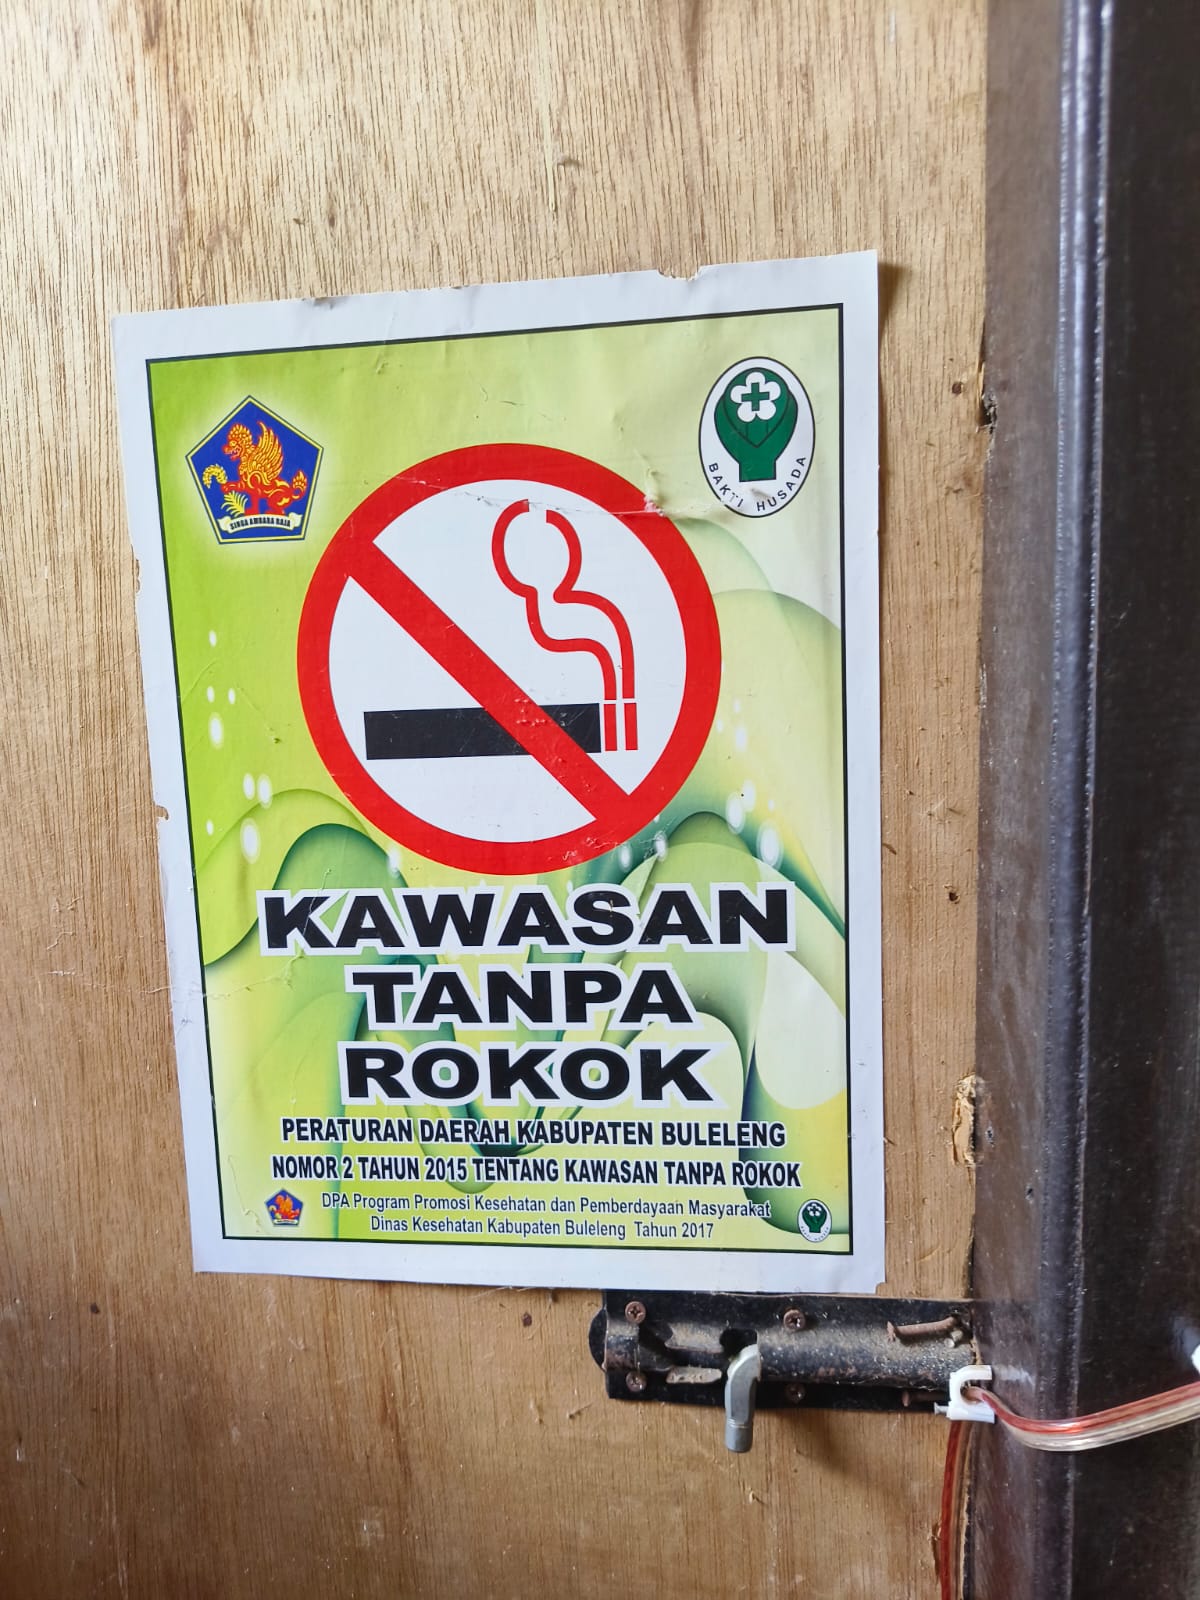 SINGA AMBARA RAJA
BAKTI HUSADA
KAWASAN
TANPA
ROKOK
PERATURAN DAERAH KABUPATEN BULELENG
NOMOR 2 TAHUN 2015 TENTANG KAWASAN TANPA ROKOK
DPA Program Promosi Kesehatan dan Pemberdayaan Masyarakat
Dinas Kesehatan Kabupaten Buleleng Tahun 2017